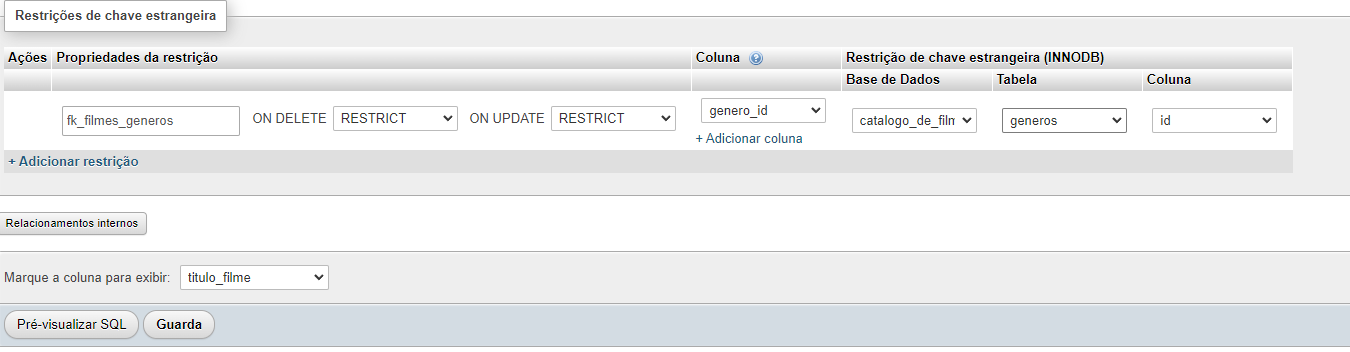 Restrições de chave estrangeira
Ações Propriedades da restrição Coluna Restrição de chave estrangeira (INNODB)
Base de Dados Tabela Coluna
fk_filmes_generos ON DELETE RESTRICT ON UPDATE RESTRICT genero_id catalogo_de_film generos id
+ Adicionar coluna
+ Adicionar restrição
Relacionamentos internos
Marque a coluna para exibir: titulo_filme
Pré-visualizar SQL Guarda